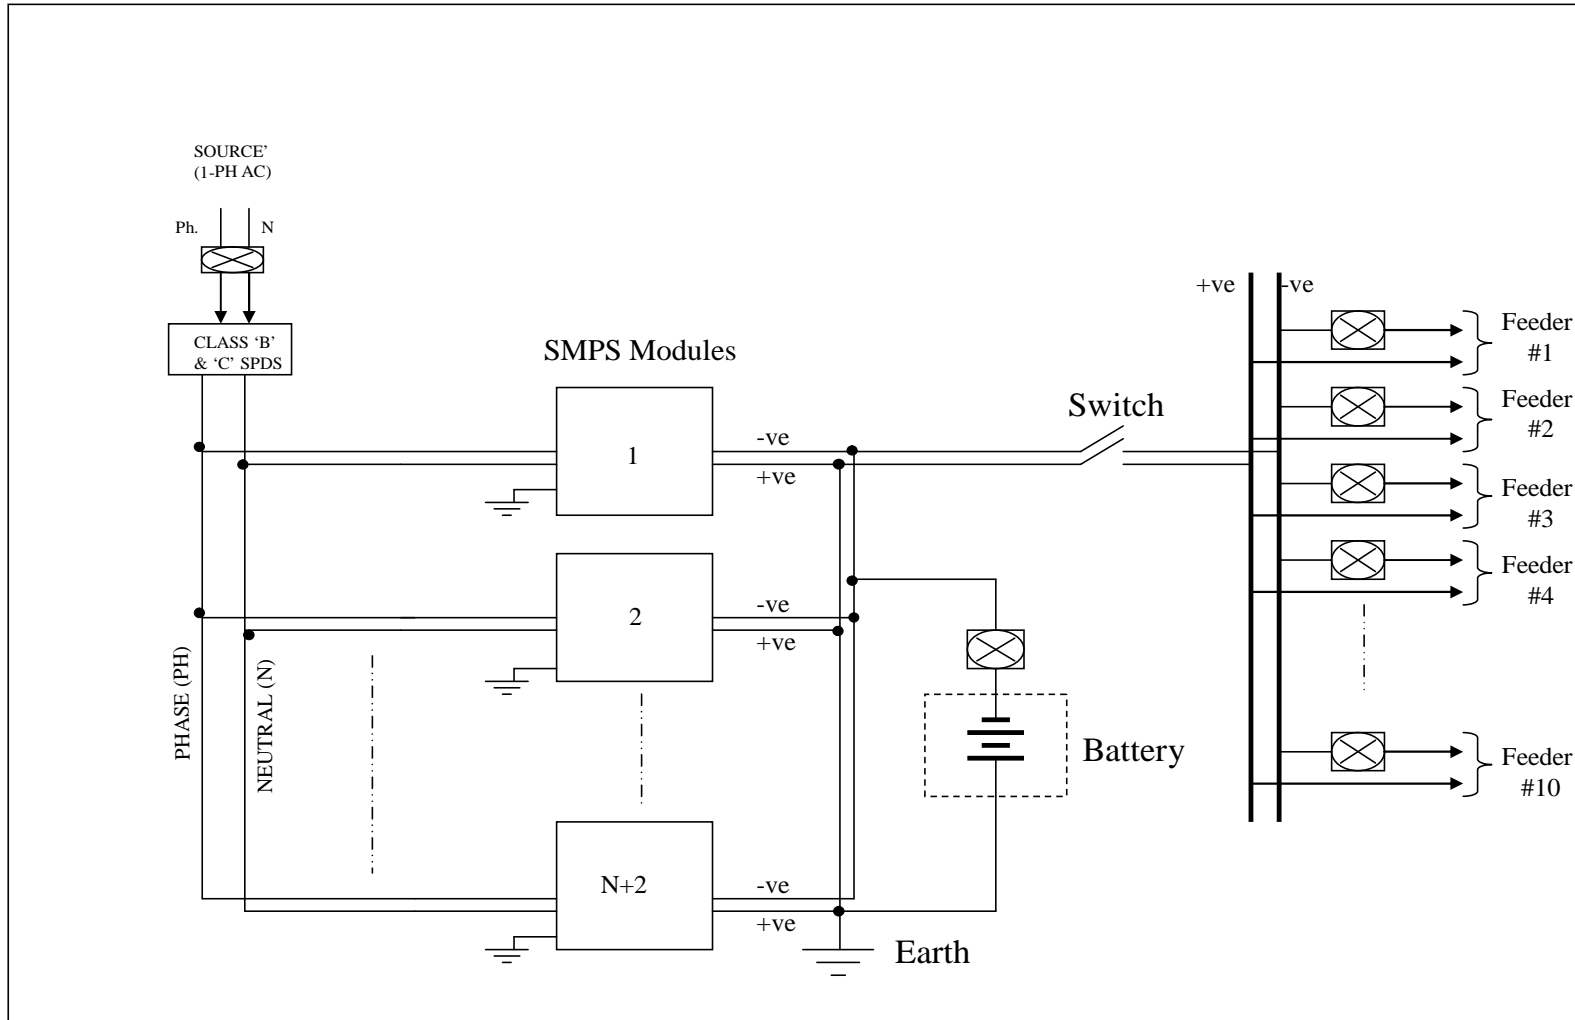 SOURCE'
(1-PH AC)
Ph.
N
CLASS ‘B’
& ‘C’ SPDS
SMPS Modules
1
-ve
+ve
Switch
+ve
-ve
Feeder
#1
Feeder
#2
Feeder
#3
Feeder
#4
2
-ve
+ve
PHASE (PH)
NEUTRAL (N)
Battery
Feeder
#10
N+2
-ve
+ve
Earth